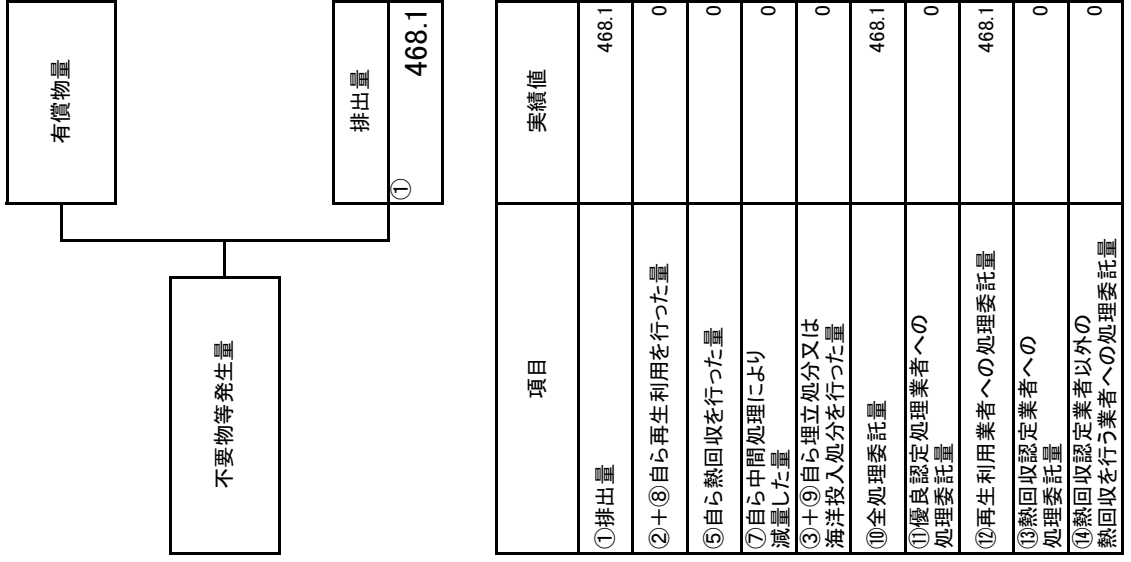 不要物等発生量
有償物量
排出量
①
468.1
項目
実績値
①排出量
468.1
②+⑧自ら再生利用を行った量
0
⑤自ら熱回収を行った量
0
⑦自ら中間処理により
減量した量
0
③+⑨自ら埋立処分又は
海洋投入処分を行った量
0
⑩全処理委託量
468.1
⑪優良認定処理業者への
処理委託量
0
⑫再生利用業者への処理委託量
468.1
⑬熱回収認定業者への
処理委託量
0
⑭熱回収認定業者以外の
熱回収を行う業者への処理委託量
0